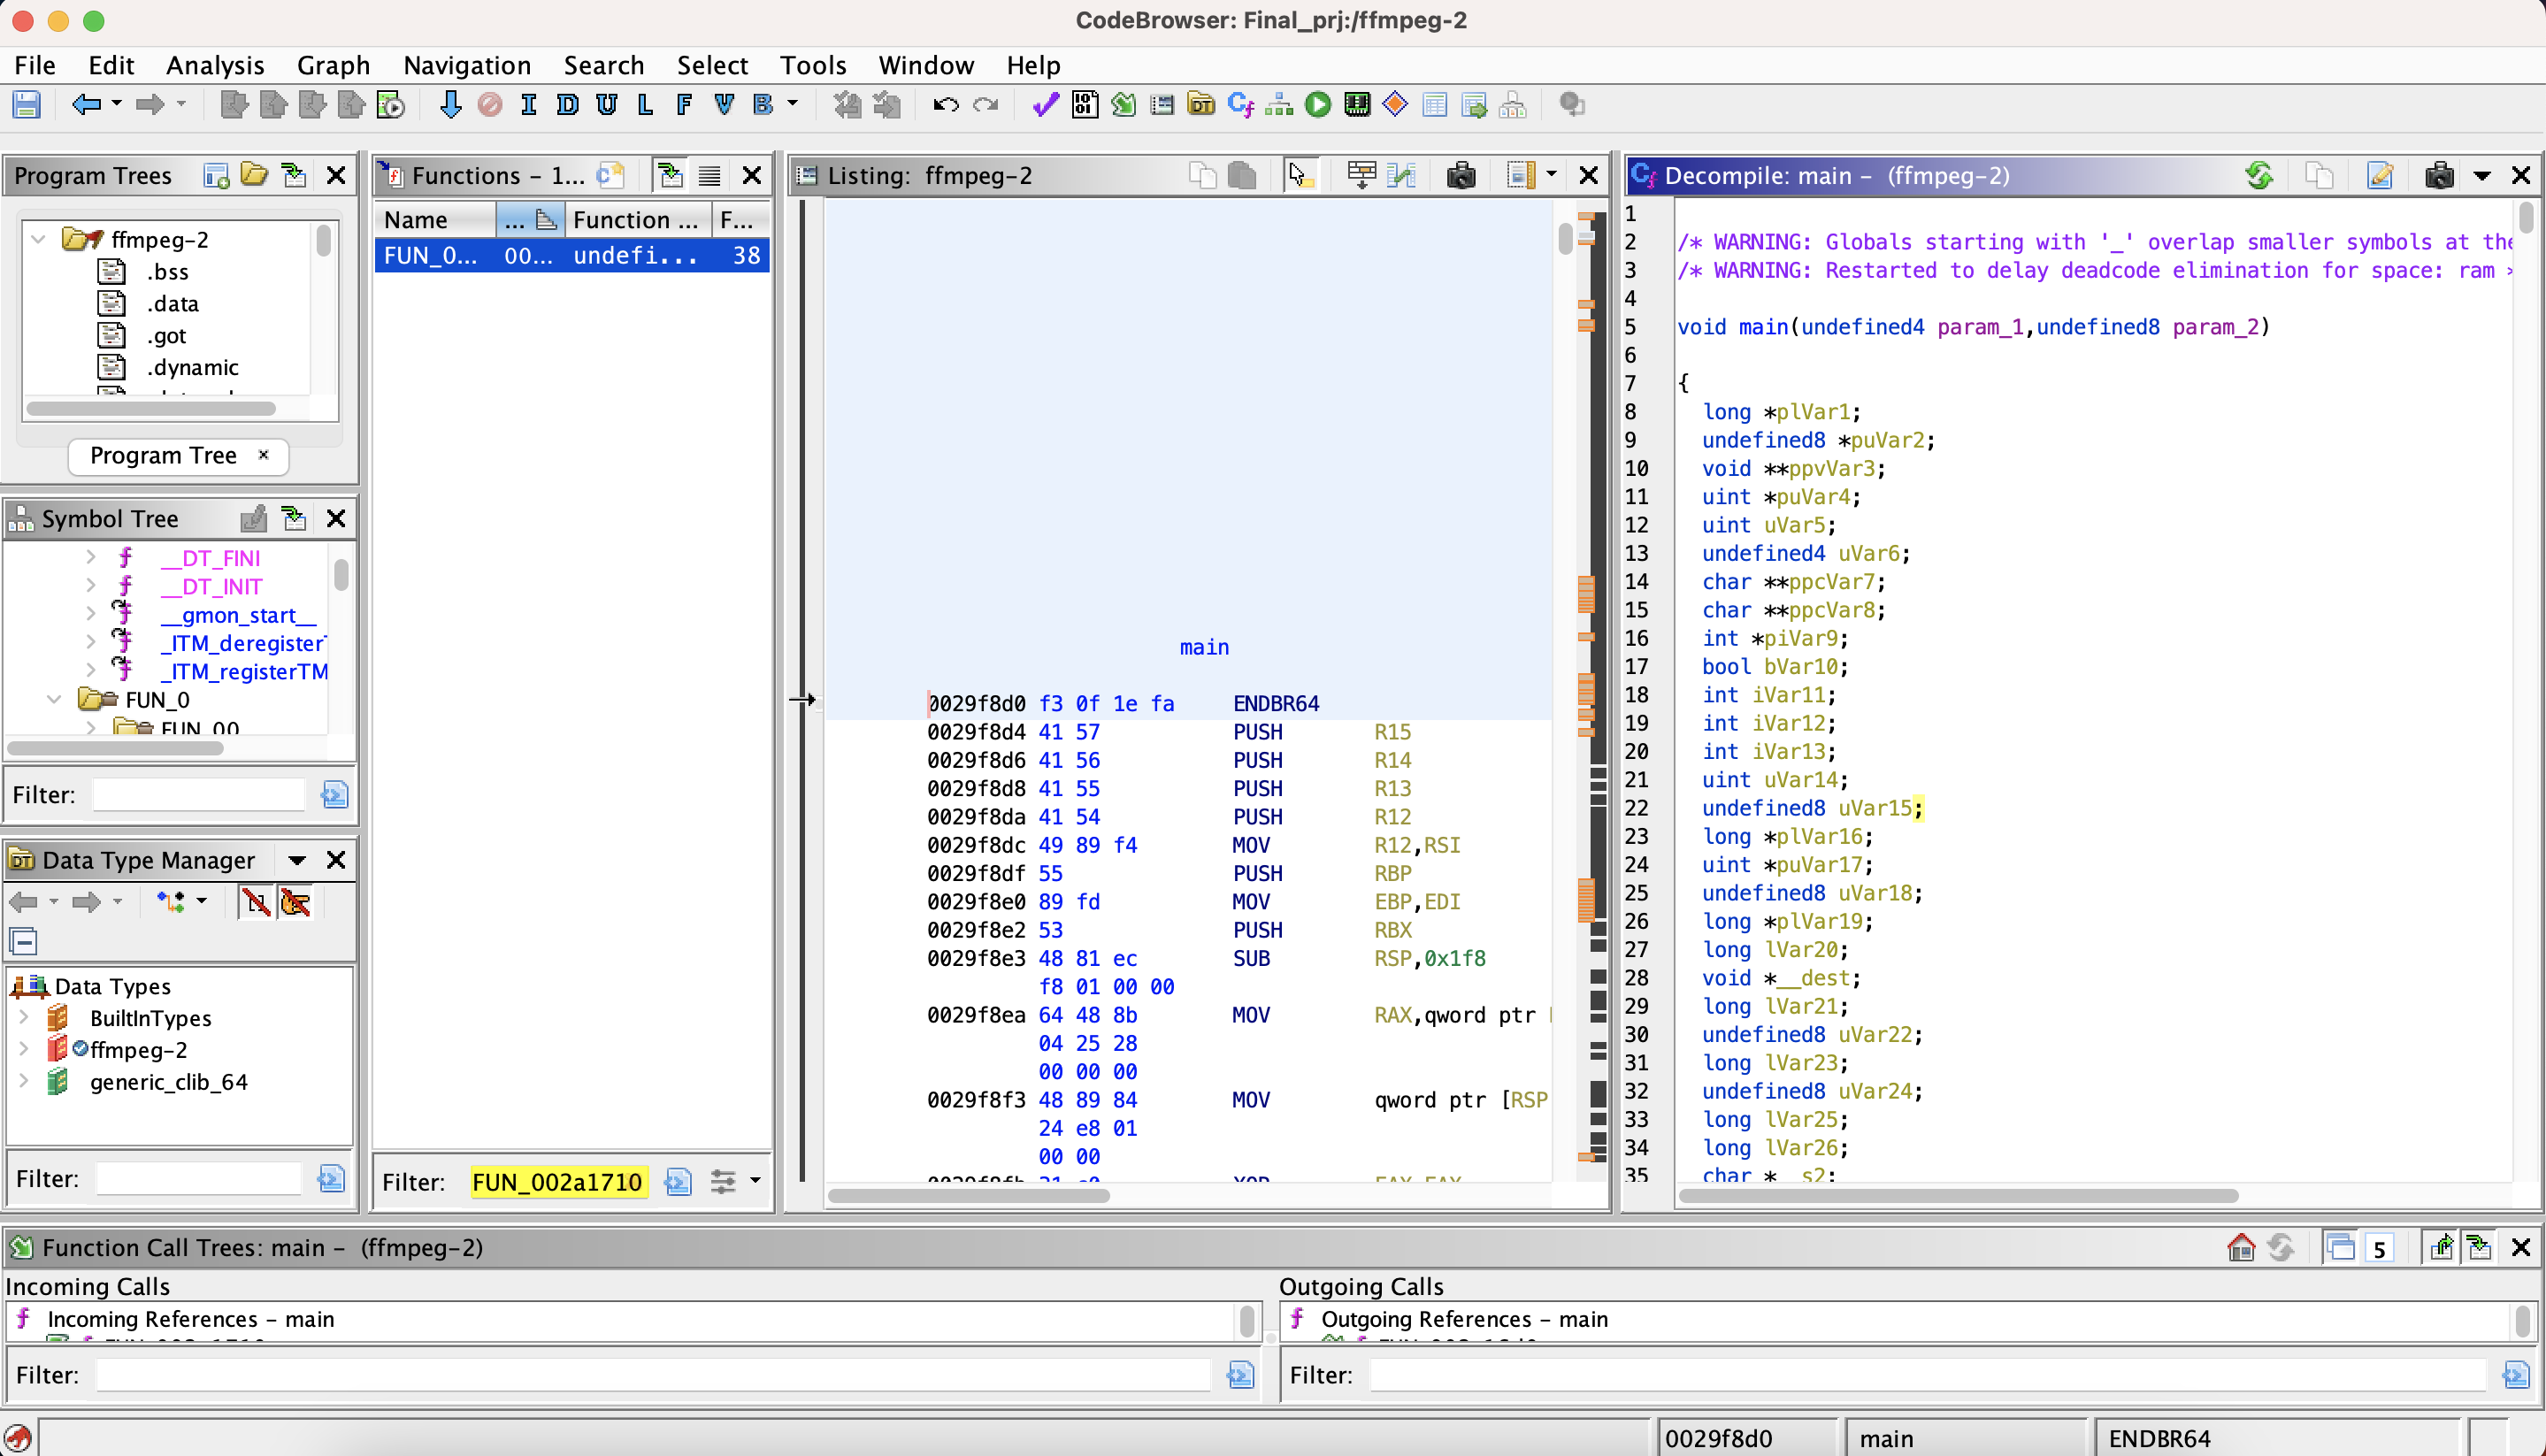 CodeBrowser: Final_prj:/ffmpeg-2
File Edit Analysis Graph Navigation Search Select Tools Window Help
I D U L F V B
Program Trees
ffmpeg-2
.bss
.data
.got
.dynamic
Program Tree ×
Symbol Tree
__DT_FINI
__DT_INIT
__gmon_start__
_ITM_deregister
_ITM_registerTM
FUN_0
FUN_00
Filter:
Data Type Manager
Data Types
BuiltInTypes
ffmpeg-2
generic_clib_64
Filter:
Functions – 1...
Name ... Function ... F...
FUN_0... 00... undefi... 38
Filter: FUN_002a1710
Listing: ffmpeg-2
main
0029f8d0 f3 0f 1e fa ENDBR64
0029f8d4 41 57 PUSH R15
0029f8d6 41 56 PUSH R14
0029f8d8 41 55 PUSH R13
0029f8da 41 54 PUSH R12
0029f8dc 49 89 f4 MOV R12,RSI
0029f8df 55 PUSH RBP
0029f8e0 89 fd MOV EBP,EDI
0029f8e2 53 PUSH RBX
0029f8e3 48 81 ec SUB RSP,0x1f8
f8 01 00 00
0029f8ea 64 48 8b MOV RAX,qword ptr
04 25 28
00 00 00
0029f8f3 48 89 84 MOV qword ptr [RSP
24 e8 01
00 00
Decompile: main – (ffmpeg-2)
1
2 /* WARNING: Globals starting with '_' overlap smaller symbols at the
3 /* WARNING: Restarted to delay deadcode elimination for space: ram *
4
5 void main(undefined4 param_1,undefined8 param_2)
6
7 {
8 long *plVar1;
9 undefined8 *puVar2;
10 void **ppvVar3;
11 uint *puVar4;
12 uint uVar5;
13 undefined4 uVar6;
14 char **ppcVar7;
15 char **ppcVar8;
16 int *piVar9;
17 bool bVar10;
18 int iVar11;
19 int iVar12;
20 int iVar13;
21 uint uVar14;
22 undefined8 uVar15;
23 long *plVar16;
24 uint *puVar17;
25 undefined8 uVar18;
26 long *plVar19;
27 long lVar20;
28 void *__dest;
29 long lVar21;
30 undefined8 uVar22;
31 long lVar23;
32 undefined8 uVar24;
33 long lVar25;
34 long lVar26;
35 char *__s2;
Function Call Trees: main – (ffmpeg-2)
5
Incoming Calls
Incoming References – main
Filter:
Outgoing Calls
Outgoing References – main
Filter:
0029f8d0 main ENDBR64